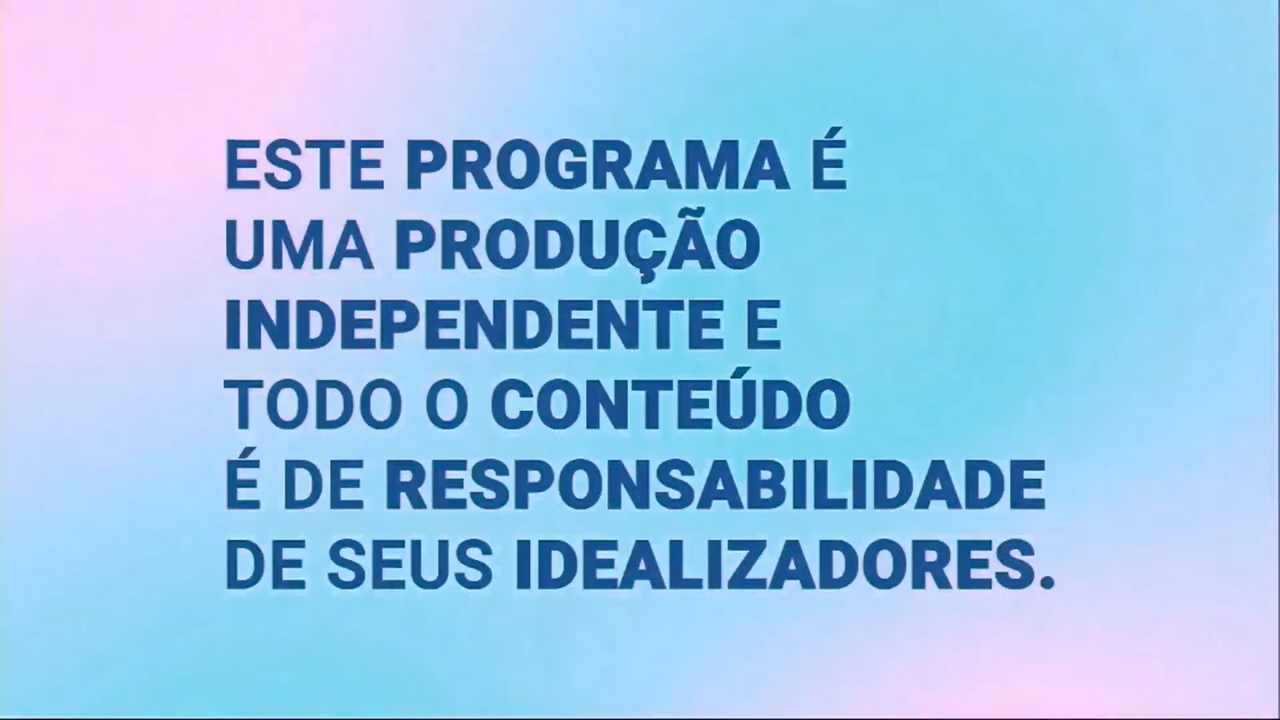 ESTE PROGRAMA É
UMA PRODUÇÃO
INDEPENDENTE E
TODO O CONTEÚDO
É DE RESPONSABILIDADE
DE SEUS IDEALIZADORES.